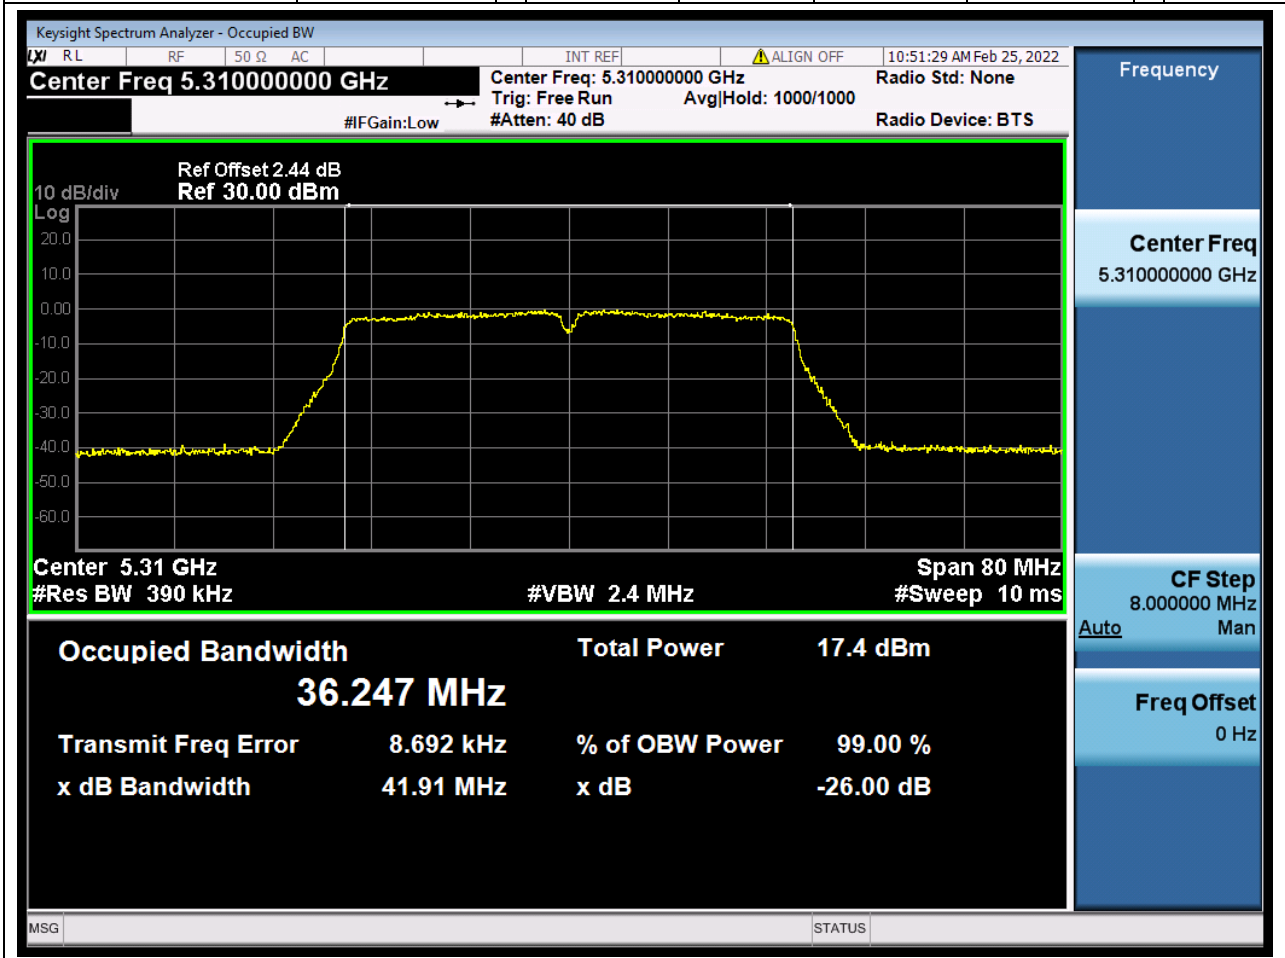 Keysight Spectrum Analyzer - Occupied BW
LXI RL RF 50 Ω AC INT REF ALIGN OFF 10:51:29 AM Feb 25, 2022
Center Freq 5.310000000 GHz
Center Freq: 5.310000000 GHz Radio Std: None
Trig: Free Run Avg|Hold: 1000/1000
#IFGain:Low #Atten: 40 dB Radio Device: BTS
Ref Offset 2.44 dB
10 dB/div Ref 30.00 dBm
Log
20.0
10.0
0.00
-10.0
-20.0
-30.0
-40.0
-50.0
-60.0
Center 5.31 GHz Span 80 MHz
#Res BW 390 kHz #VBW 2.4 MHz #Sweep 10 ms
Occupied Bandwidth Total Power 17.4 dBm
36.247 MHz
Transmit Freq Error 8.692 kHz % of OBW Power 99.00 %
x dB Bandwidth 41.91 MHz x dB -26.00 dB
MSG STATUS
Frequency
Center Freq
5.310000000 GHz
CF Step
8.000000 MHz
Auto Man
Freq Offset
0 Hz